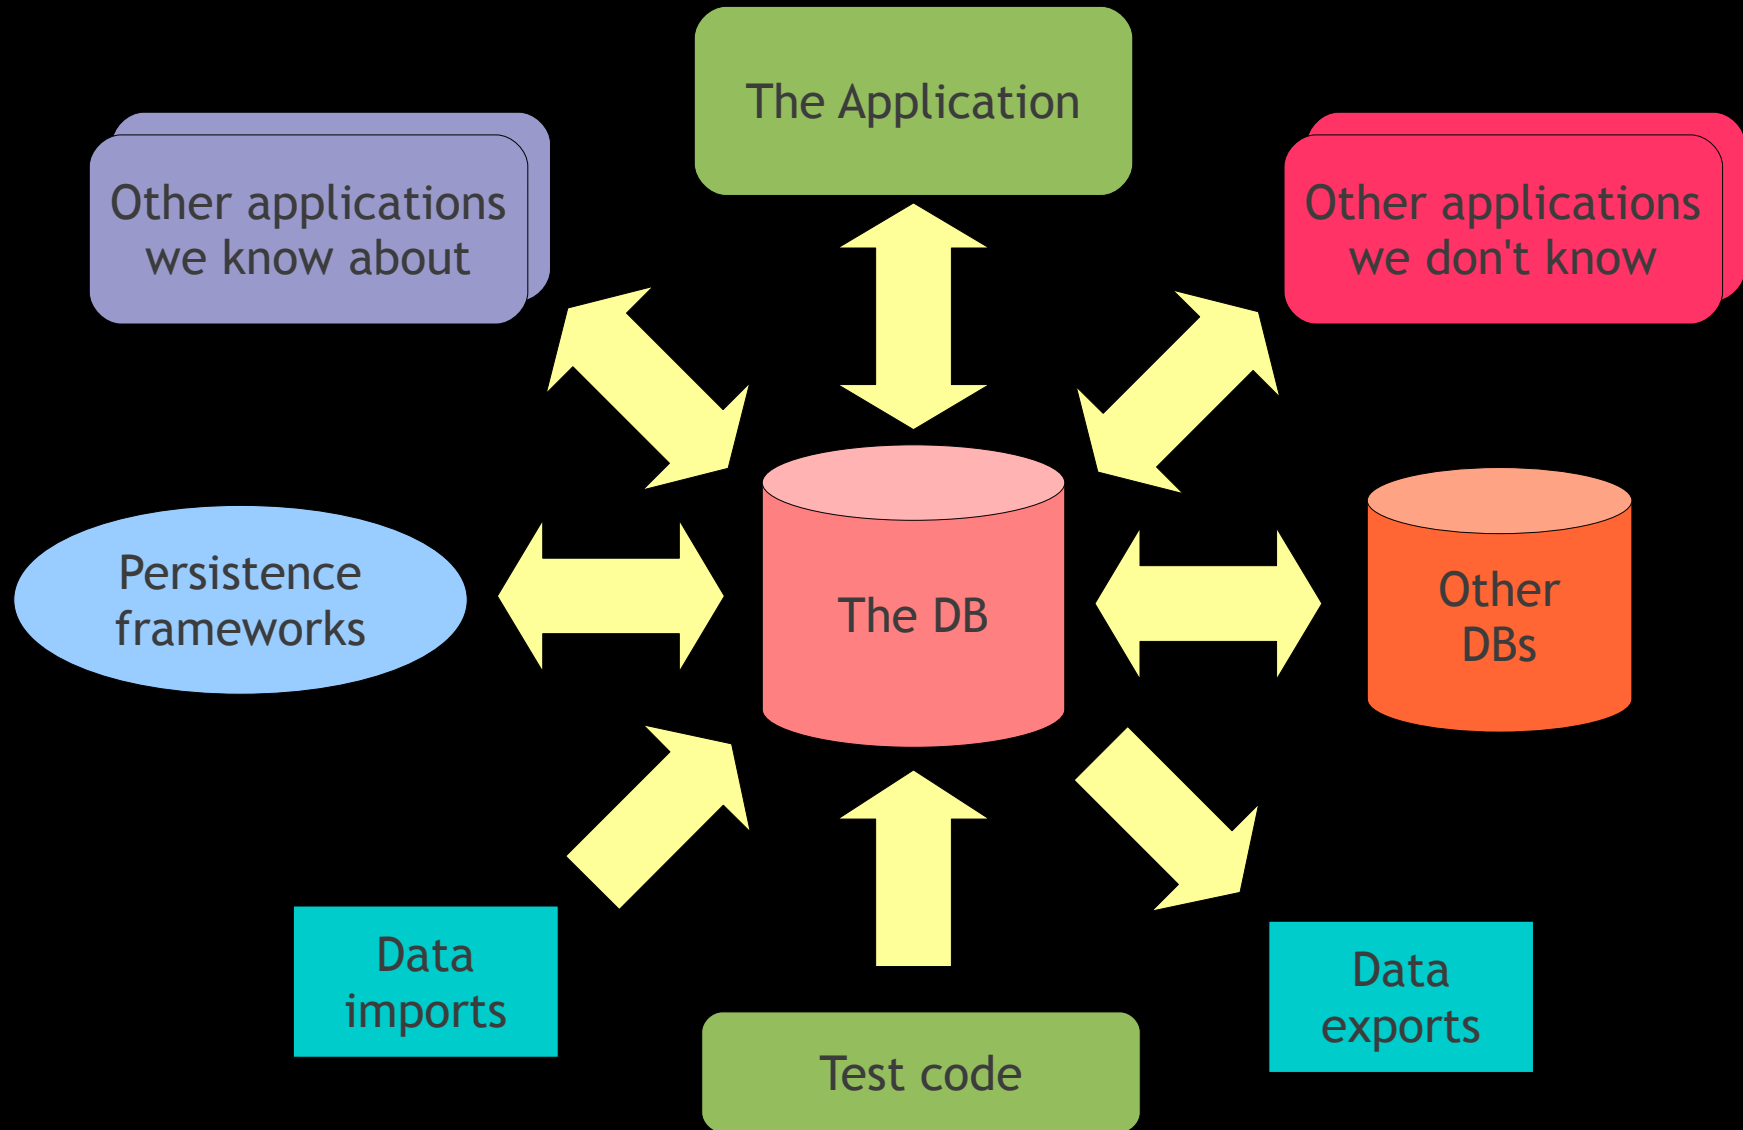 The Application
Other applications
we know about
Other applications
we don't know
Persistence
frameworks
The DB
Other
DBs
Data
imports
Test code
Data
exports